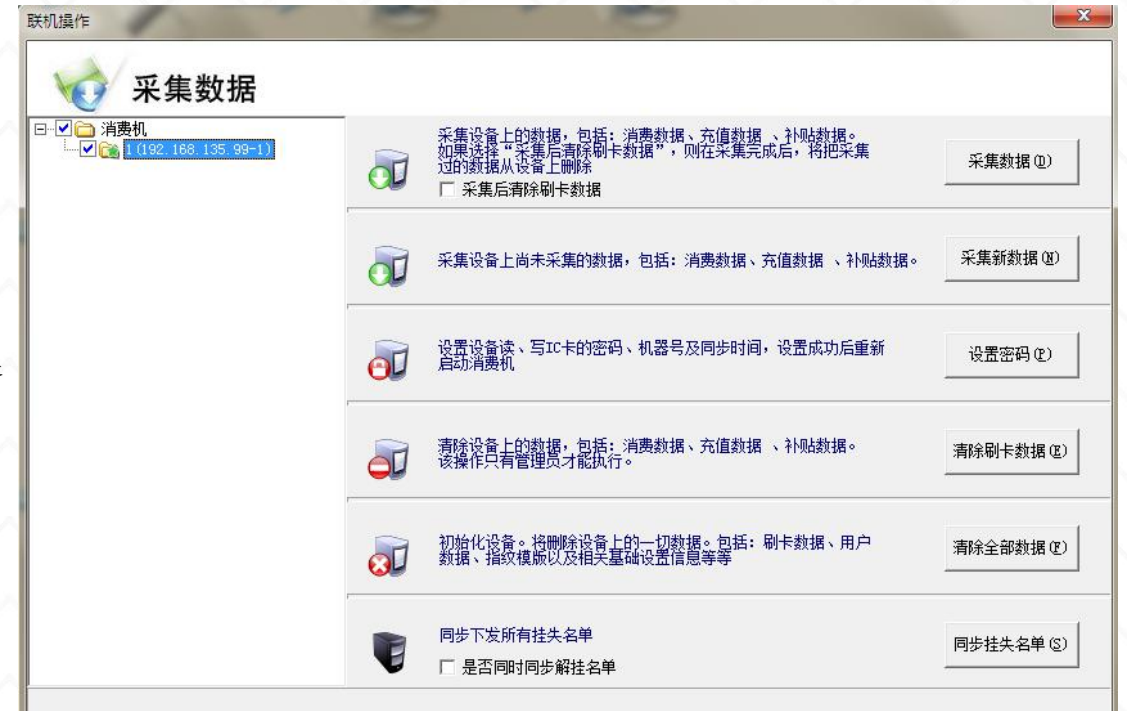 联机操作
采集数据
消费机
1(192.168.135.99-1)
采集设备上的数据，包括：消费数据、充值数据 、补贴数据。
如果选择“采集后清除刷卡数据”，则在采集完成后，将把采集
过的数据从设备上删除
采集后清除刷卡数据
采集数据(D)
采集设备上尚未采集的数据，包括：消费数据、充值数据 、补贴数据。
采集新数据(N)
设置设备读、写IC卡的密码、机器号及同步时间，设置成功后重新
启动消费机
设置密码(P)
清除设备上的数据，包括：消费数据、充值数据 、补贴数据。
该操作只有管理员才能执行。
清除刷卡数据(E)
初始化设备。将删除设备上的一切数据。包括：刷卡数据、用户
数据、指纹模版以及相关基础设置信息等等
清除全部数据(F)
同步下发所有挂失名单
是否同时同步解挂名单
同步挂失名单(S)